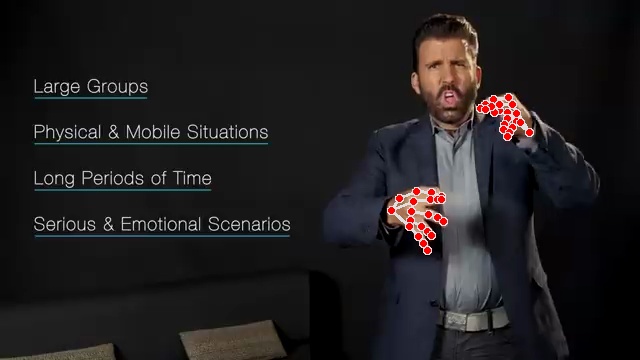 Large Groups
Physical & Mobile Situations
Long Periods of Time
Serious & Emotional Scenarios